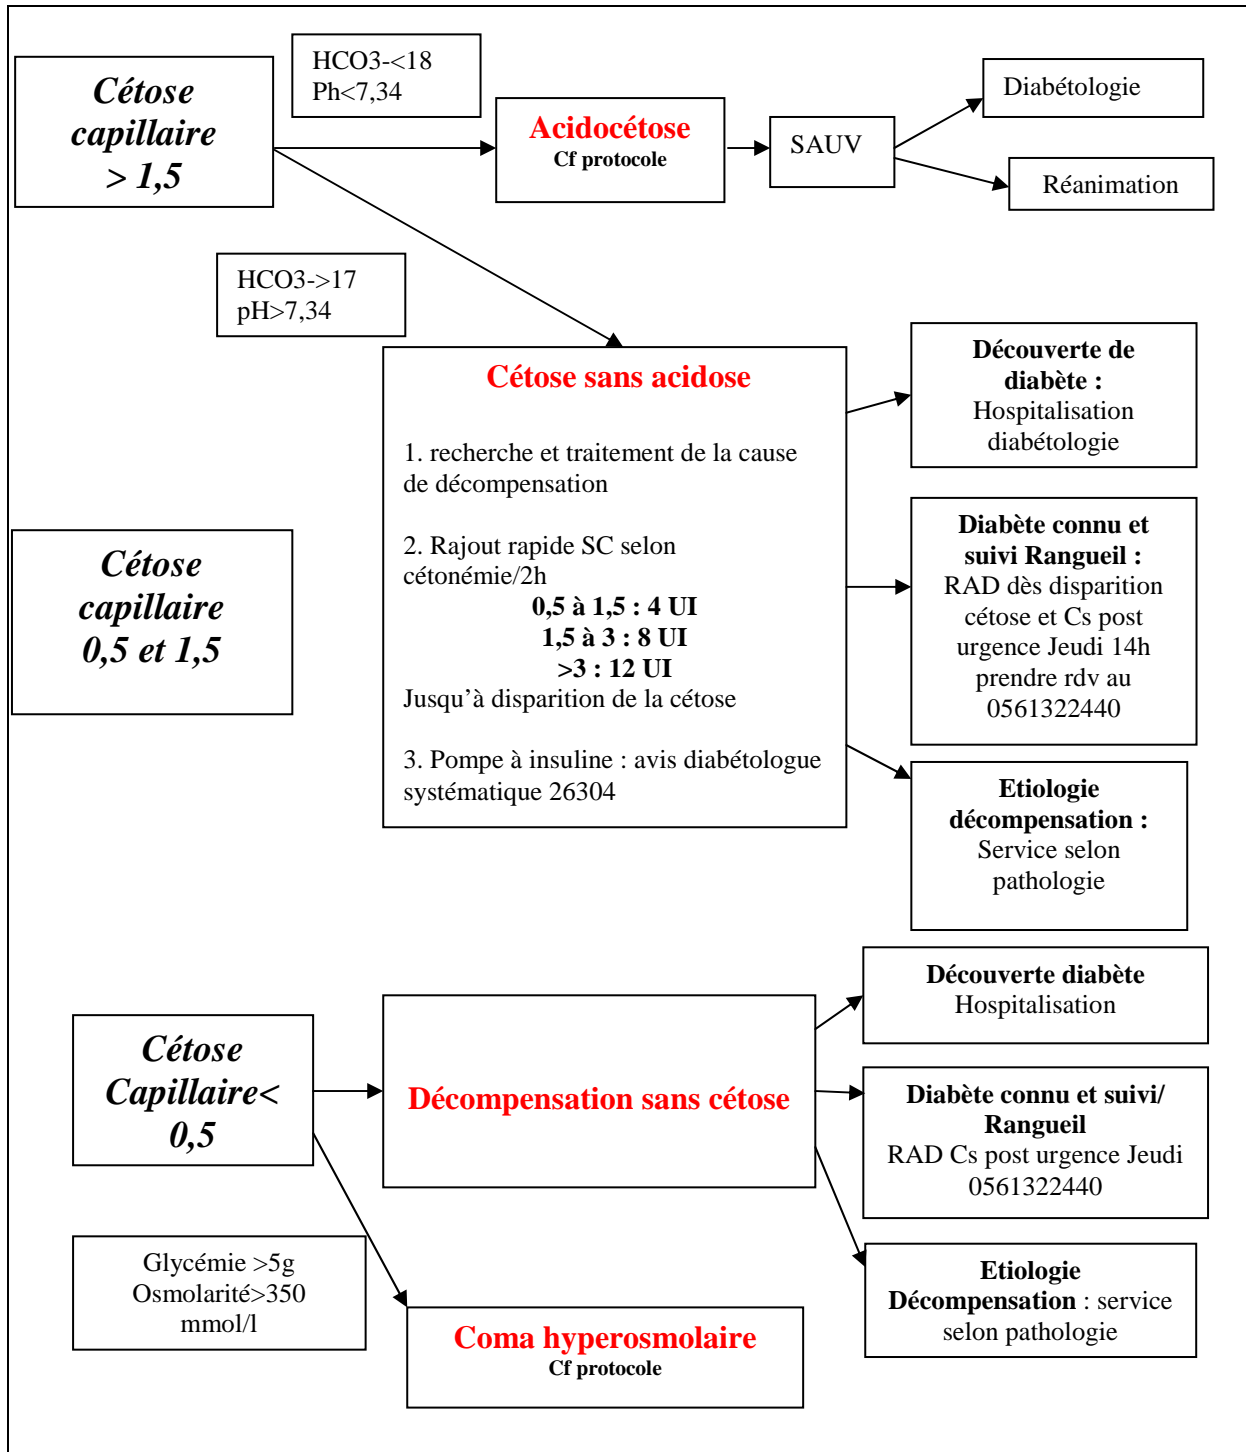 HCO3-<18
Ph<7,34
Cétose
capillaire
> 1,5
Acidocétose
Cf protocole
SAUV
Diabétologie
Réanimation
HCO3->17
pH>7,34
Cétose sans acidose
1. recherche et traitement de la cause
de décompensation
2. Rajout rapide SC selon
cétonémie/2h
0,5 à 1,5 : 4 UI
1,5 à 3 : 8 UI
>3 : 12 UI
Jusqu’à disparition de la cétose
3. Pompe à insuline : avis diabétologue
systématique 26304
Découverte de
diabète :
Hospitalisation
diabétologie
Cétose
capillaire
0,5 et 1,5
Diabète connu et
suivi Rangueil :
RAD dès disparition
cétose et Cs post
urgence Jeudi 14h
prendre rdv au
0561322440
Etiologie
décompensation :
Service selon
pathologie
Cétose
Capillaire<
0,5
Décompensation sans cétose
Découverte diabète
Hospitalisation
Diabète connu et suivi/
Rangueil
RAD Cs post urgence Jeudi
0561322440
Etiologie
Décompensation : service
selon pathologie
Glycémie >5g
Osmolarité>350
mmol/l
Coma hyperosmolaire
Cf protocole